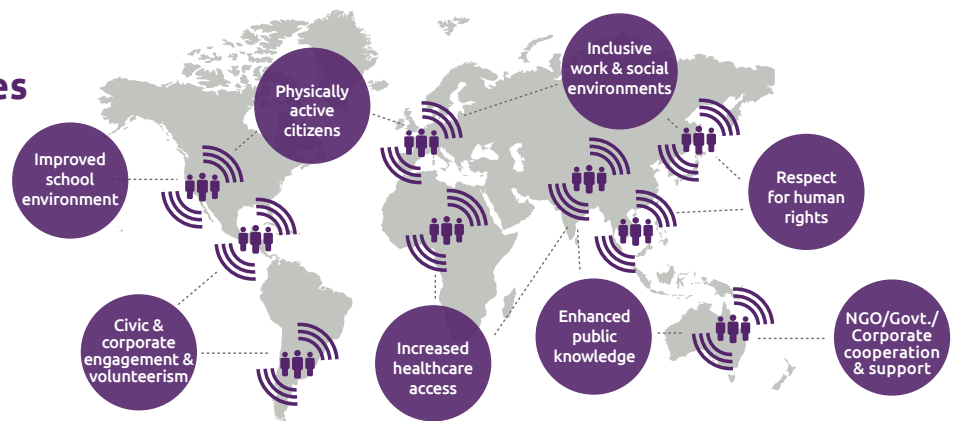 es
Physically
active
citizens
Inclusive
work & social
environments
Improved
school
environment
Respect
for human
rights
Civic &
corporate
engagement &
volunteerism
Increased
healthcare
access
Enhanced
public
knowledge
NGO/Govt./
Corporate
cooperation
& support